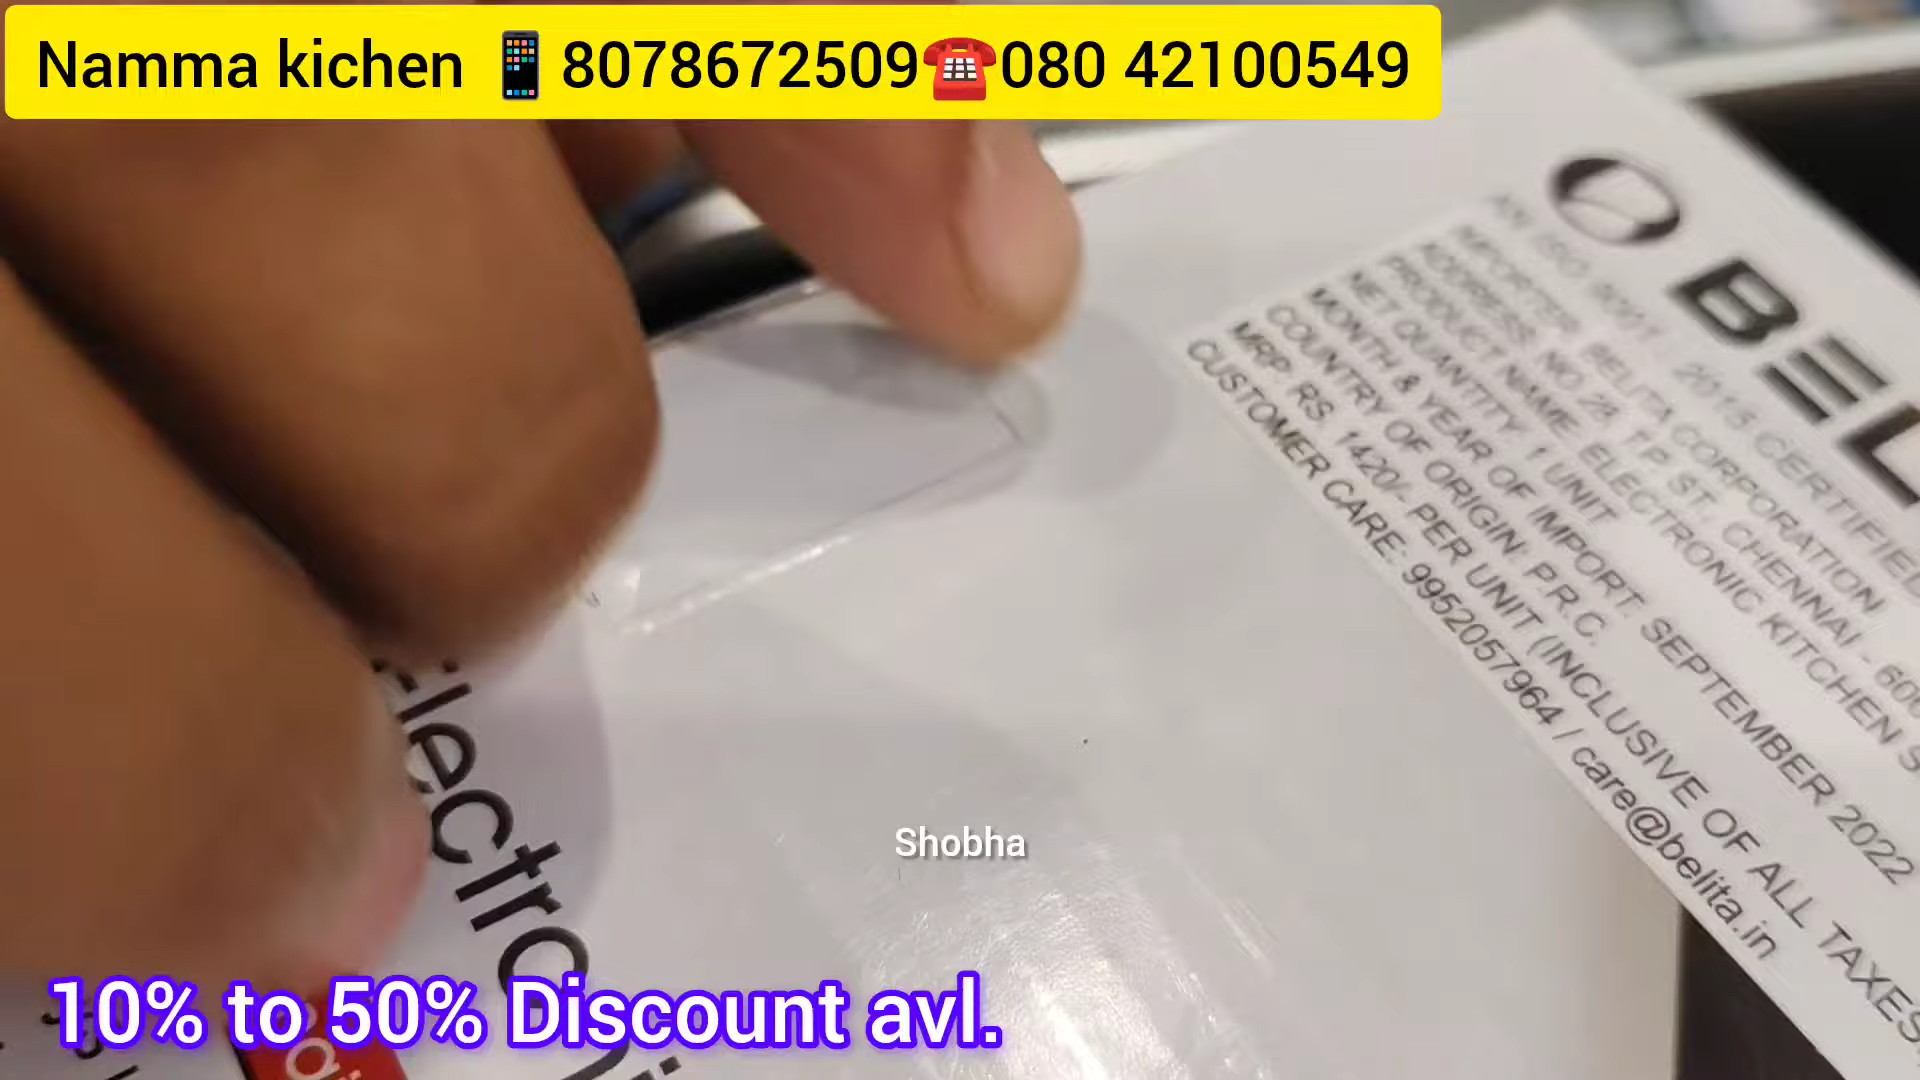 Namma kichen 📱8078672509☎️080 42100549
BEL
AN ISO 9001 : 2015 CERTIFIED
IMPORTER: BELITA CORPORATION
ADDRESS: NO.28, T.P. ST, CHENNAI - 600
PRODUCT NAME: ELECTRONIC KITCHEN S
NET QUANTITY: 1 UNIT
MONTH & YEAR OF IMPORT: SEPTEMBER 2022
COUNTRY OF ORIGIN: P.R.C.
MRP: RS. 1420/- PER UNIT (INCLUSIVE OF ALL TAXES
CUSTOMER CARE: 9952057964 / care@belita.in
Electroni
Shobha
10% to 50% Discount avl.